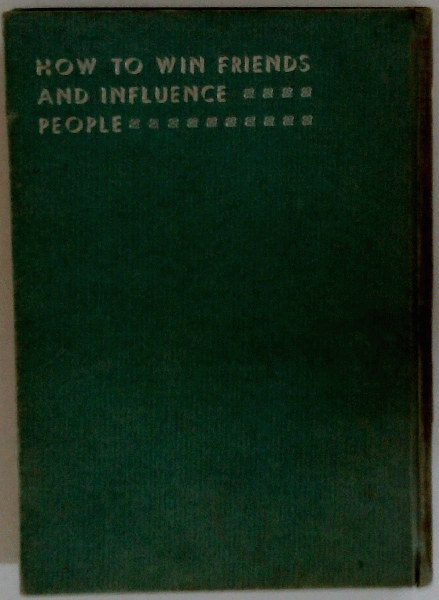 HOW TO WIN FRIENDS
AND INFLUENCE
PEOPLE